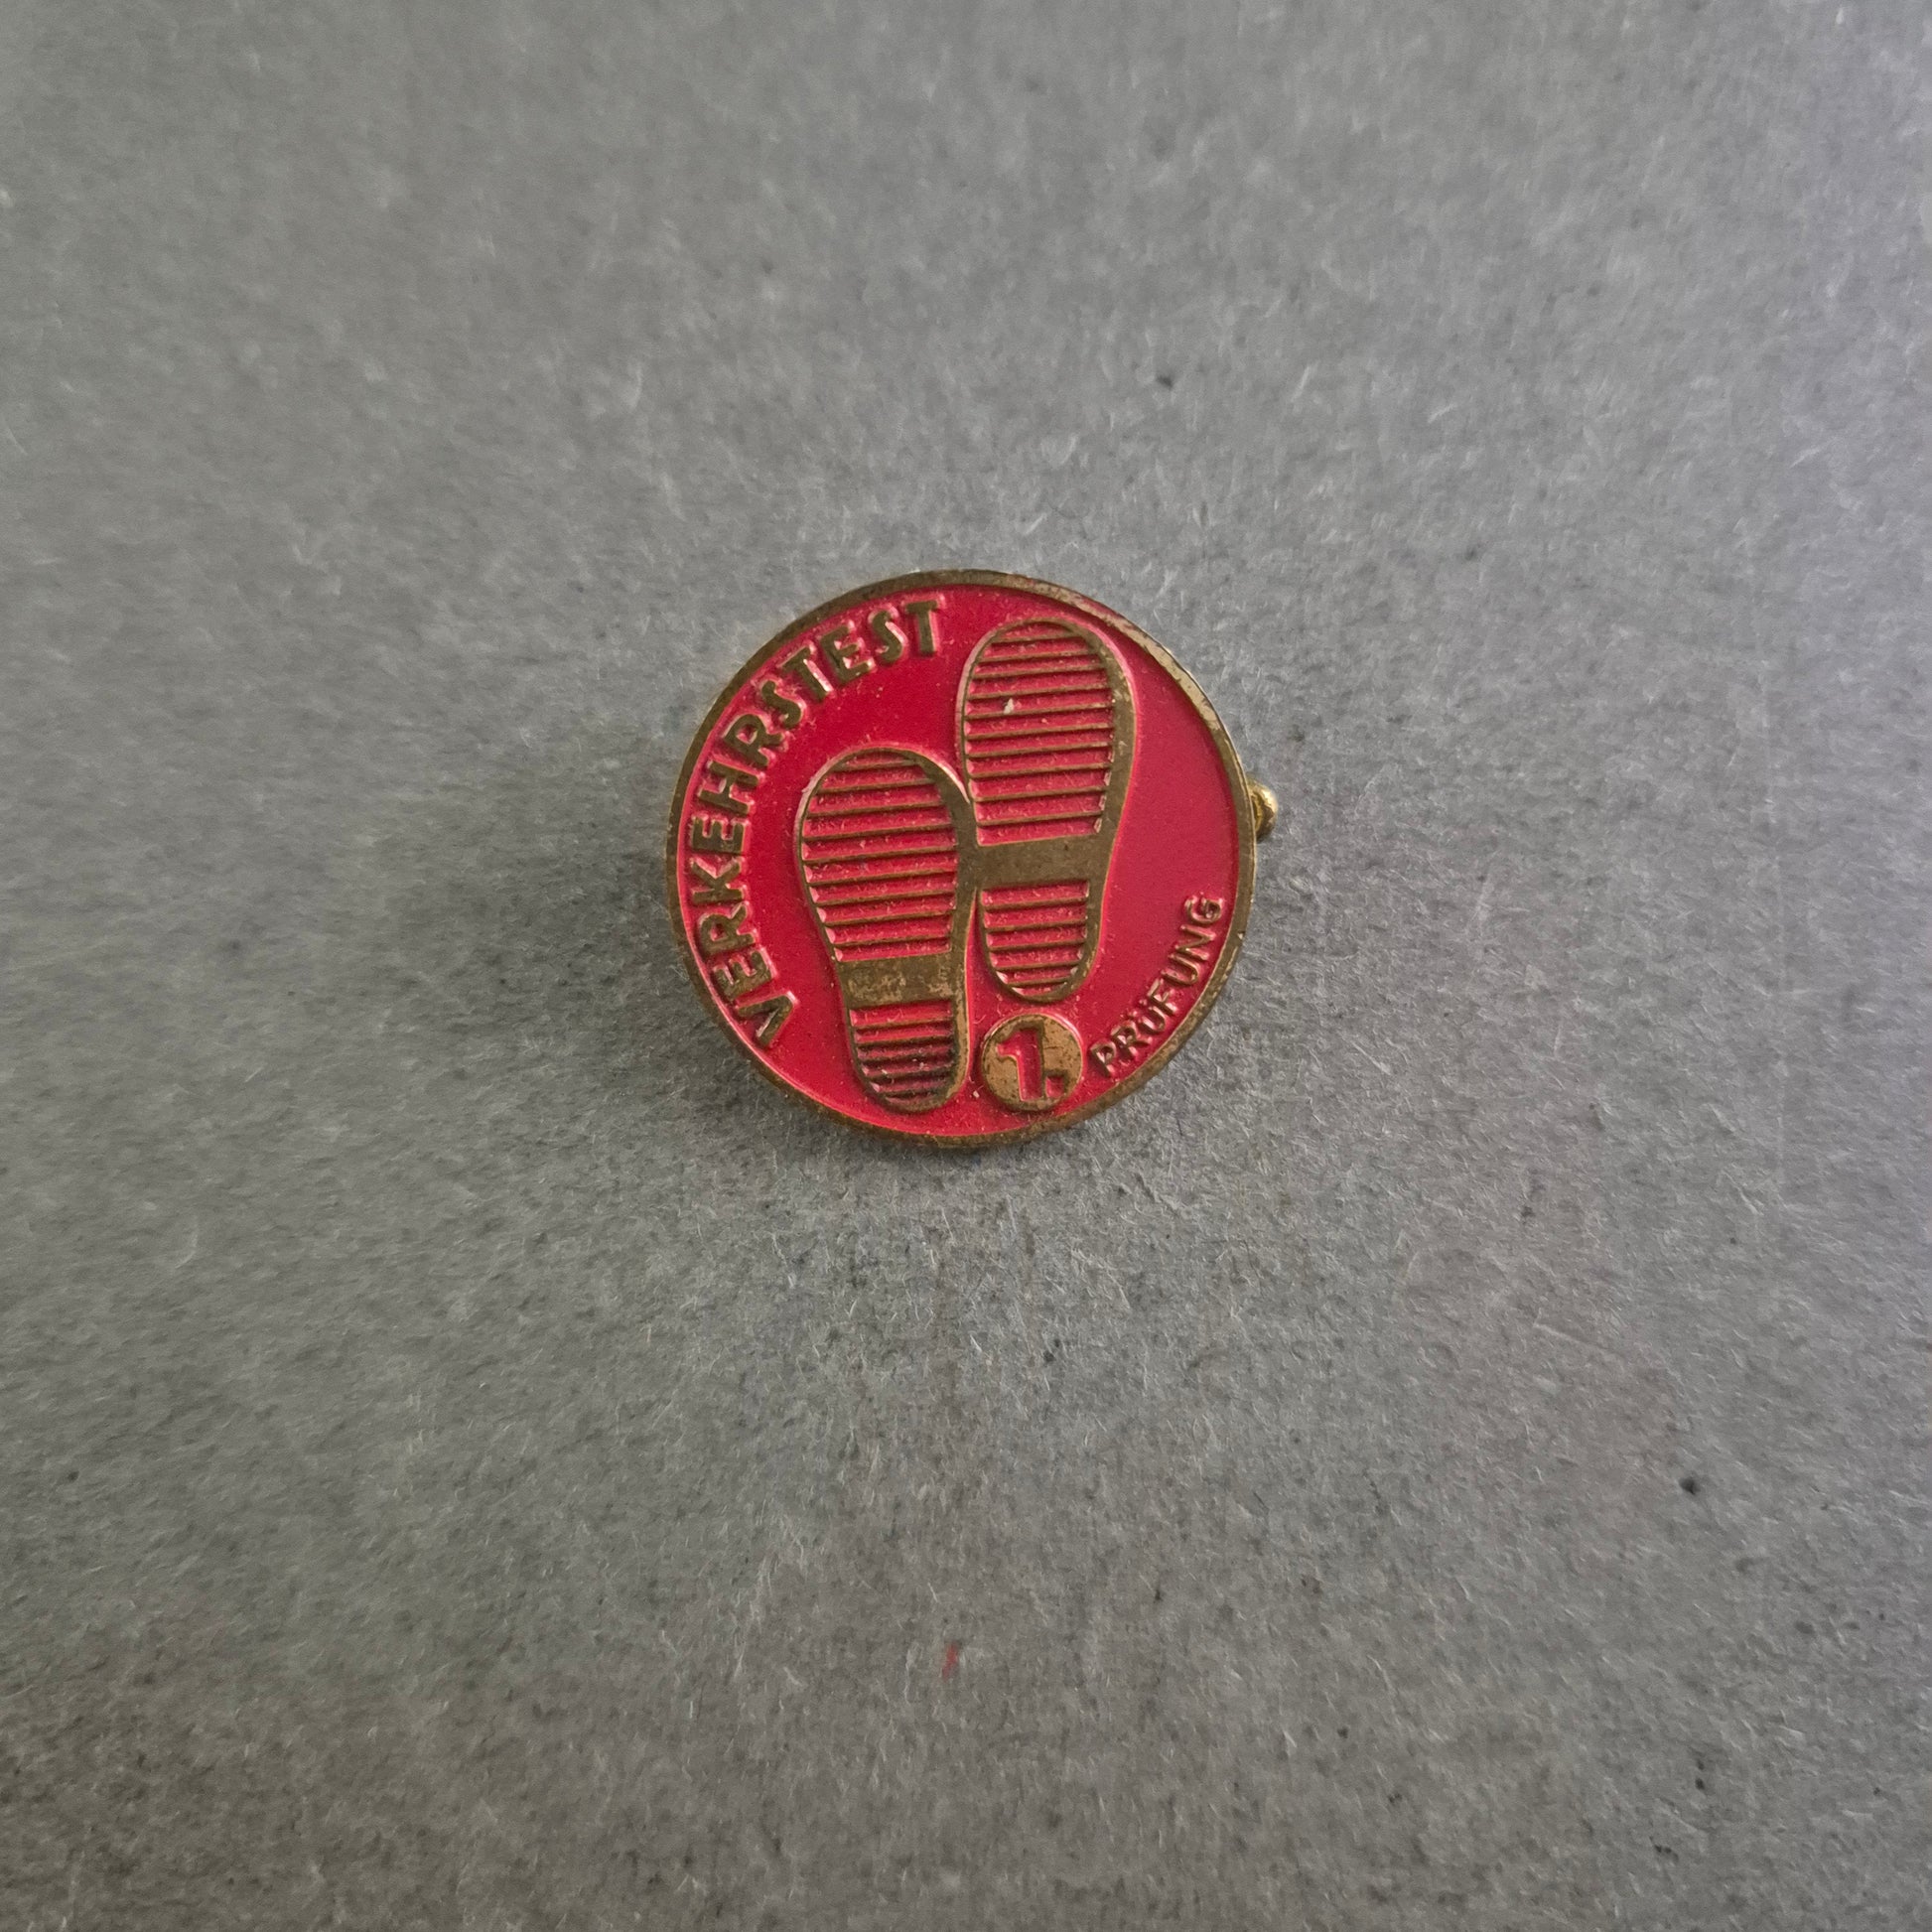 VERKEHRSTEST
1.
PRÜFUNG